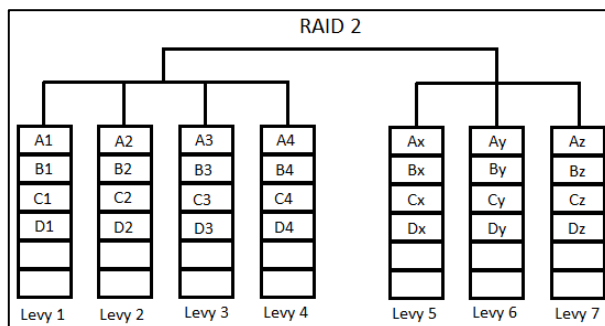 RAID 2
A1 A2 A3 A4 Ax Ay Az
B1 B2 B3 B4 Bx By Bz
C1 C2 C3 C4 Cx Cy Cz
D1 D2 D3 D4 Dx Dy Dz
Levy 1 Levy 2 Levy 3 Levy 4 Levy 5 Levy 6 Levy 7